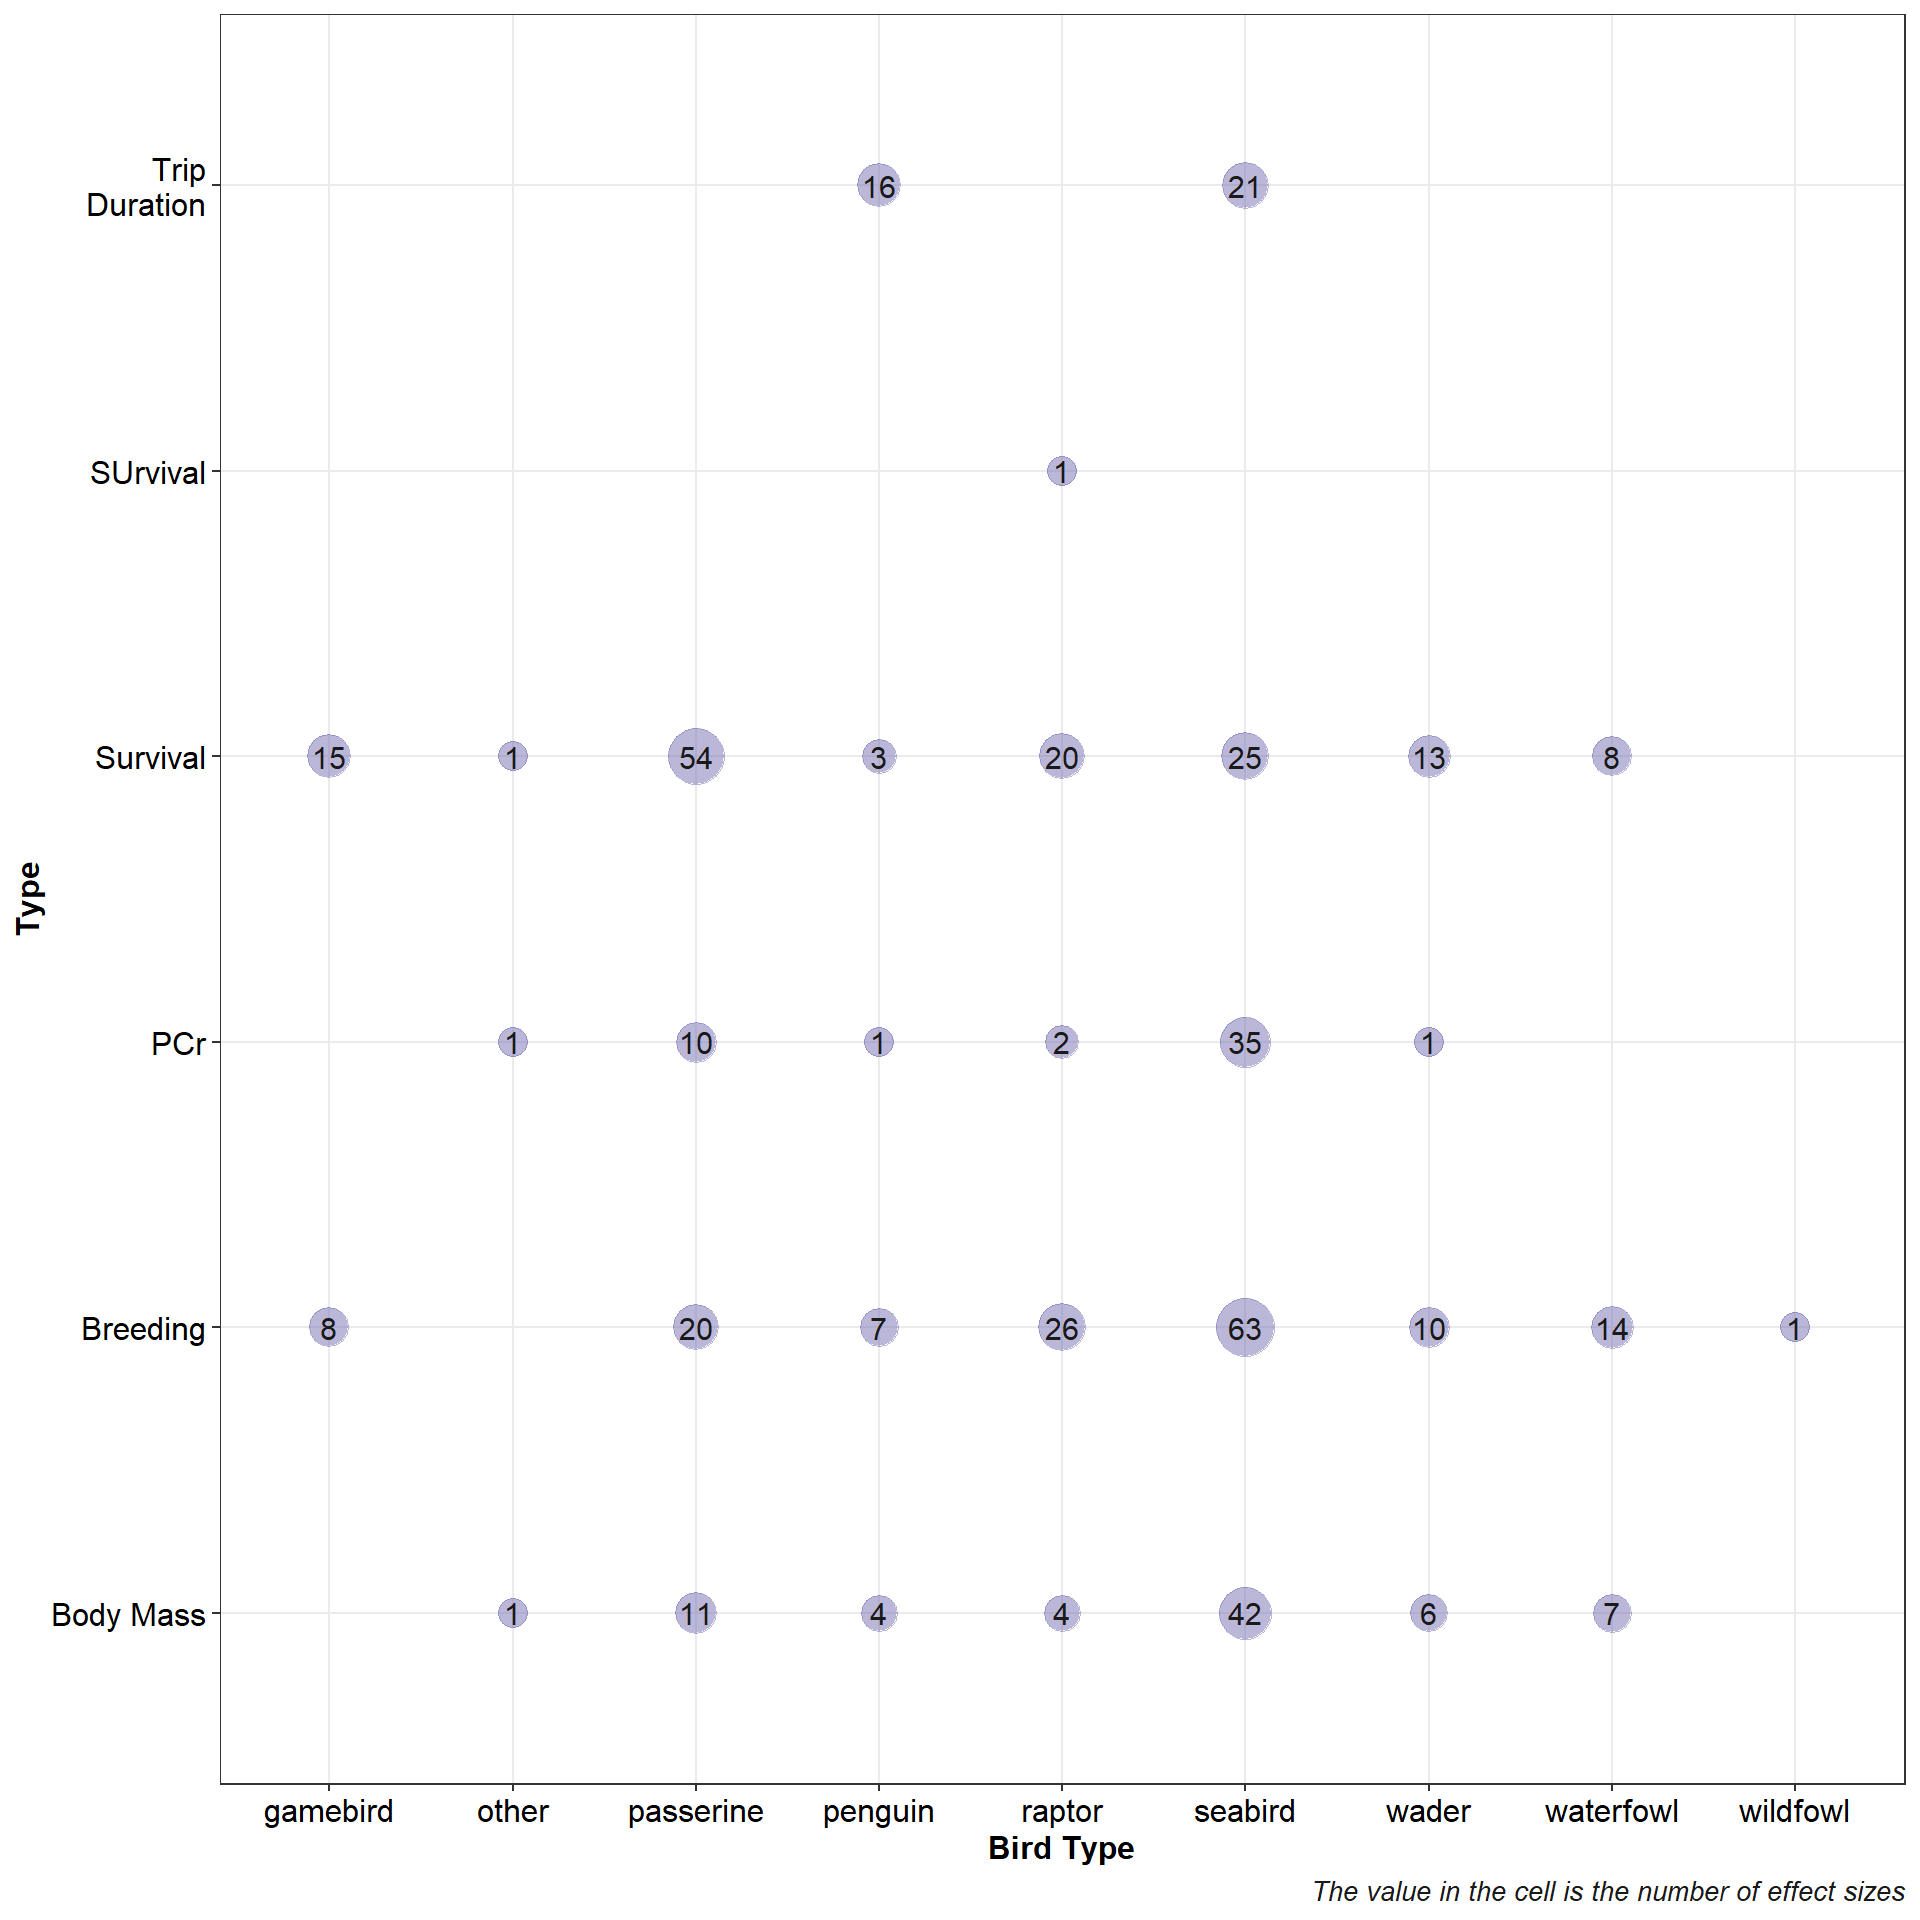 Trip
Duration
16 21
SUrvival
1
Survival
15 1 54 3 20 25 13 8
Type
PCr
1 10 1 2 35 1
Breeding
8 20 7 26 63 10 14 1
Body Mass
1 11 4 4 42 6 7
gamebird other passerine penguin raptor seabird wader waterfowl wildfowl
Bird Type
The value in the cell is the number of effect sizes